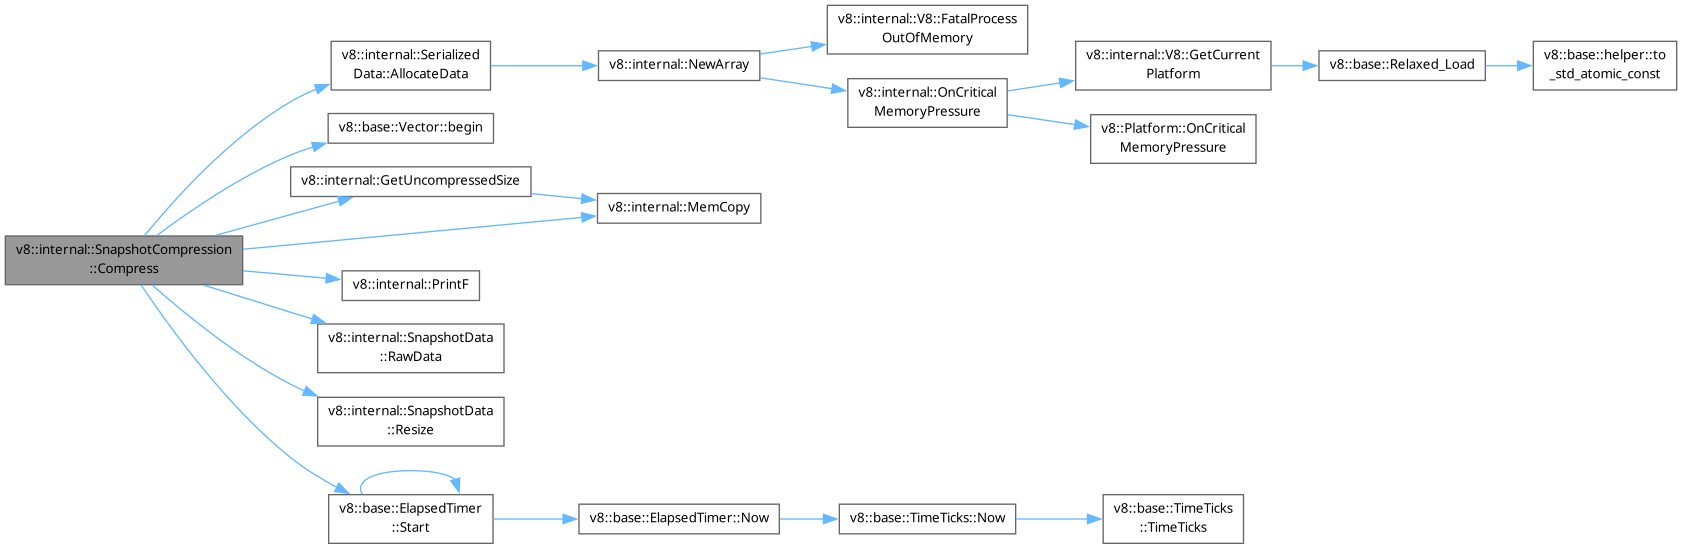 v8::internal::SnapshotCompression
::Compress
v8::internal::Serialized
Data::AllocateData
v8::internal::NewArray
v8::internal::V8::FatalProcess
OutOfMemory
v8::internal::OnCritical
MemoryPressure
v8::internal::V8::GetCurrent
Platform
v8::base::Relaxed_Load
v8::base::helper::to
_std_atomic_const
v8::Platform::OnCritical
MemoryPressure
v8::base::Vector::begin
v8::internal::GetUncompressedSize
v8::internal::MemCopy
v8::internal::PrintF
v8::internal::SnapshotData
::RawData
v8::internal::SnapshotData
::Resize
v8::base::ElapsedTimer
::Start
v8::base::ElapsedTimer::Now
v8::base::TimeTicks::Now
v8::base::TimeTicks
::TimeTicks